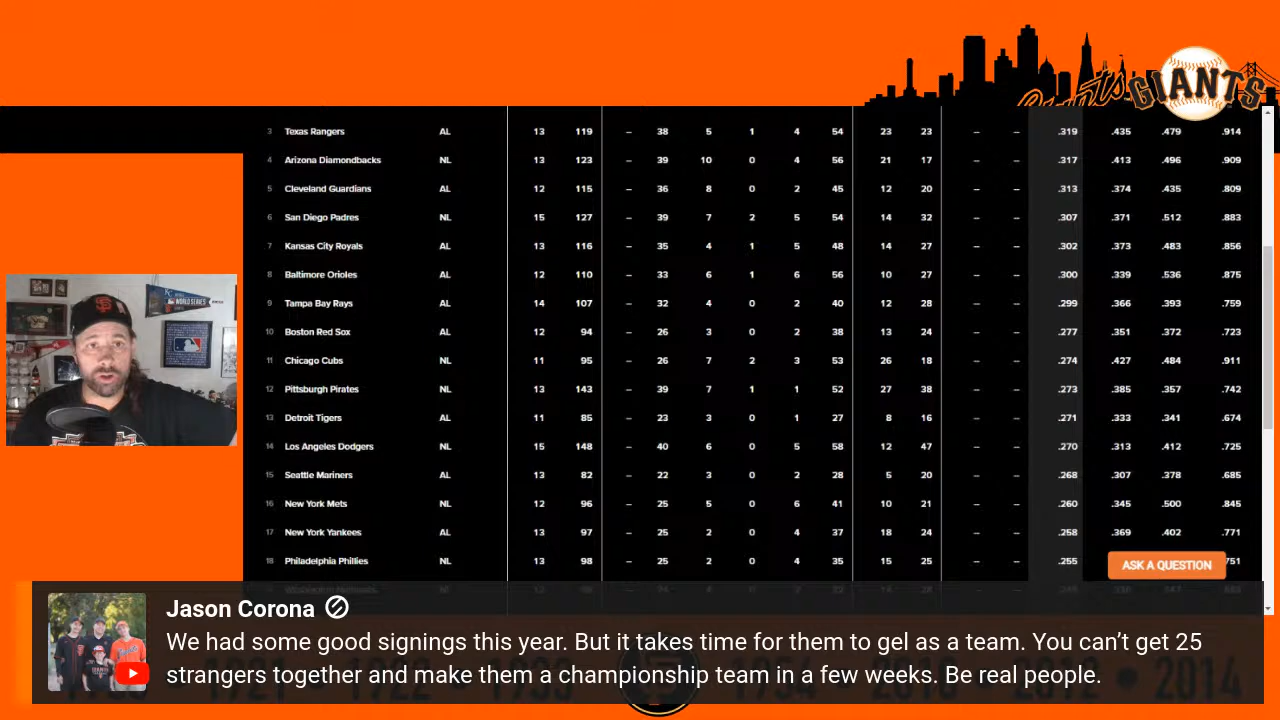 GIANTS
3 Texas Rangers AL 13 119 – 38 5 1 4 54 23 23 – – .319 .435 .479 .914
4 Arizona Diamondbacks NL 13 123 – 39 10 0 4 56 21 17 – – .317 .413 .496 .909
5 Cleveland Guardians AL 12 115 – 36 8 0 2 45 12 20 – – .313 .374 .435 .809
6 San Diego Padres NL 15 127 – 39 7 2 5 54 14 32 – – .307 .371 .512 .883
7 Kansas City Royals AL 13 116 – 35 4 1 5 48 14 27 – – .302 .373 .483 .856
8 Baltimore Orioles AL 12 110 – 33 6 1 6 56 10 27 – – .300 .339 .536 .875
9 Tampa Bay Rays AL 14 107 – 32 4 0 2 40 12 28 – – .299 .366 .393 .759
10 Boston Red Sox AL 12 94 – 26 3 0 2 38 13 24 – – .277 .351 .372 .723
11 Chicago Cubs NL 11 95 – 26 7 2 3 53 26 18 – – .274 .427 .484 .911
12 Pittsburgh Pirates NL 13 143 – 39 7 1 1 52 27 38 – – .273 .385 .357 .742
13 Detroit Tigers AL 11 85 – 23 3 0 1 27 8 16 – – .271 .333 .341 .674
14 Los Angeles Dodgers NL 15 148 – 40 6 0 5 58 12 47 – – .270 .313 .412 .725
15 Seattle Mariners AL 13 82 – 22 3 0 2 28 5 20 – – .268 .307 .378 .685
16 New York Mets NL 12 96 – 25 5 0 6 41 10 21 – – .260 .345 .500 .845
17 New York Yankees AL 13 97 – 25 2 0 4 37 18 24 – – .258 .369 .402 .771
18 Philadelphia Phillies NL 13 98 – 25 2 0 4 35 15 25 – – .255 751
ASK A QUESTION
Jason Corona
We had some good signings this year. But it takes time for them to gel as a team. You can’t get 25
strangers together and make them a championship team in a few weeks. Be real people.
2014